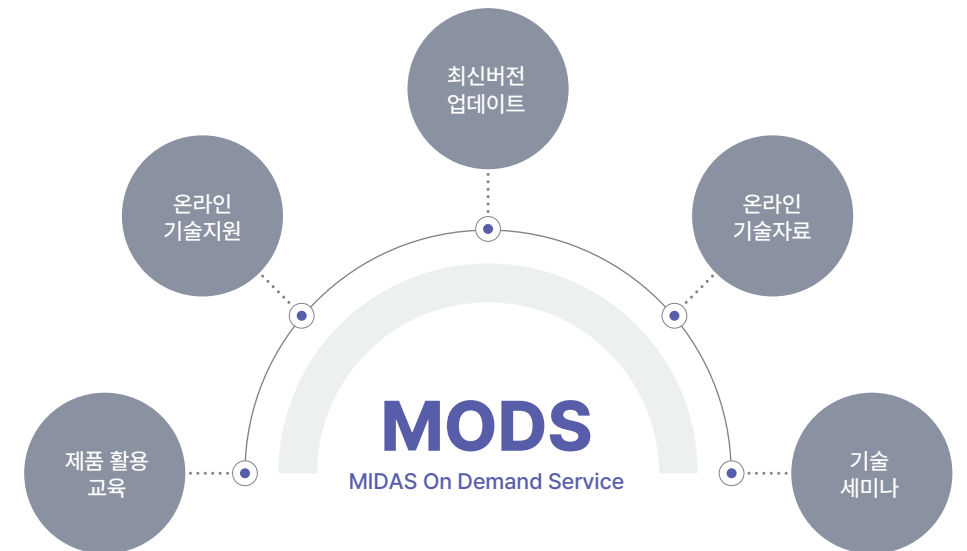 최신버전
업데이트
온라인
기술지원
온라인
기술자료
제품 활용
교육
MODS
MIDAS On Demand Service
기술
세미나